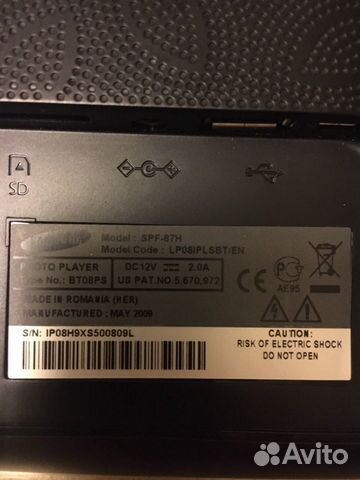 SD
SAMSUNG
Model : SPF-87H
Model Code : LP08IPLSBT/EN
PHOTO PLAYER
Type No: BT08PS
DC12V ⎓ 2.0A
US PAT.NO.5,670,972
MADE IN ROMANIA (HER)
MANUFACTURED : MAY 2009
AE95
S/N: IP08H9XS500809L
CAUTION:
RISK OF ELECTRIC SHOCK
DO NOT OPEN
Avito